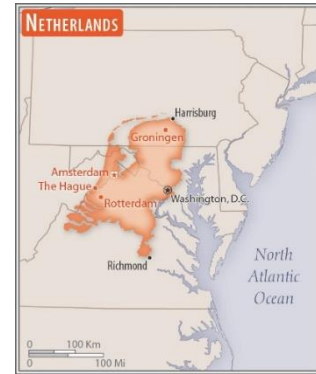 NETHERLANDS
Harrisburg
Groningen
Amsterdam
The Hague
Rotterdam
Washington, D.C.
Richmond
North
Atlantic
Ocean
0 100 Km
0 100 Mi